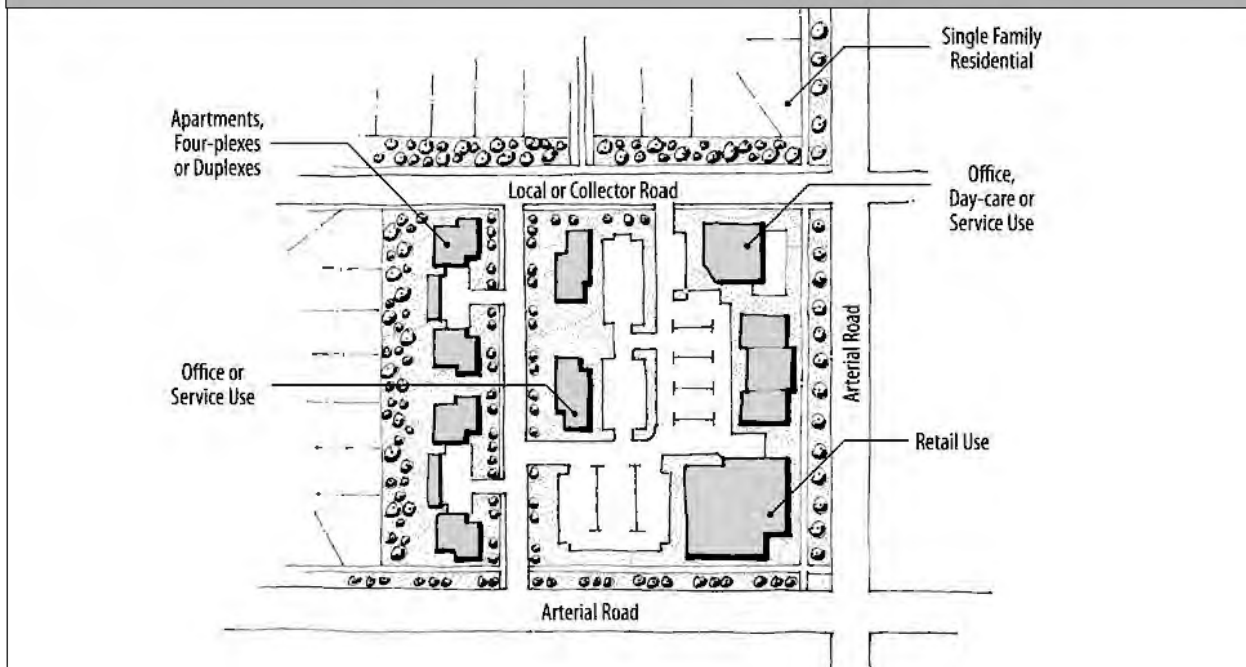 Single Family
Residential
Apartments,
Four-plexes
or Duplexes
Local or Collector Road
Office,
Day-care or
Service Use
Office or
Service Use
Arterial Road
Retail Use
Arterial Road